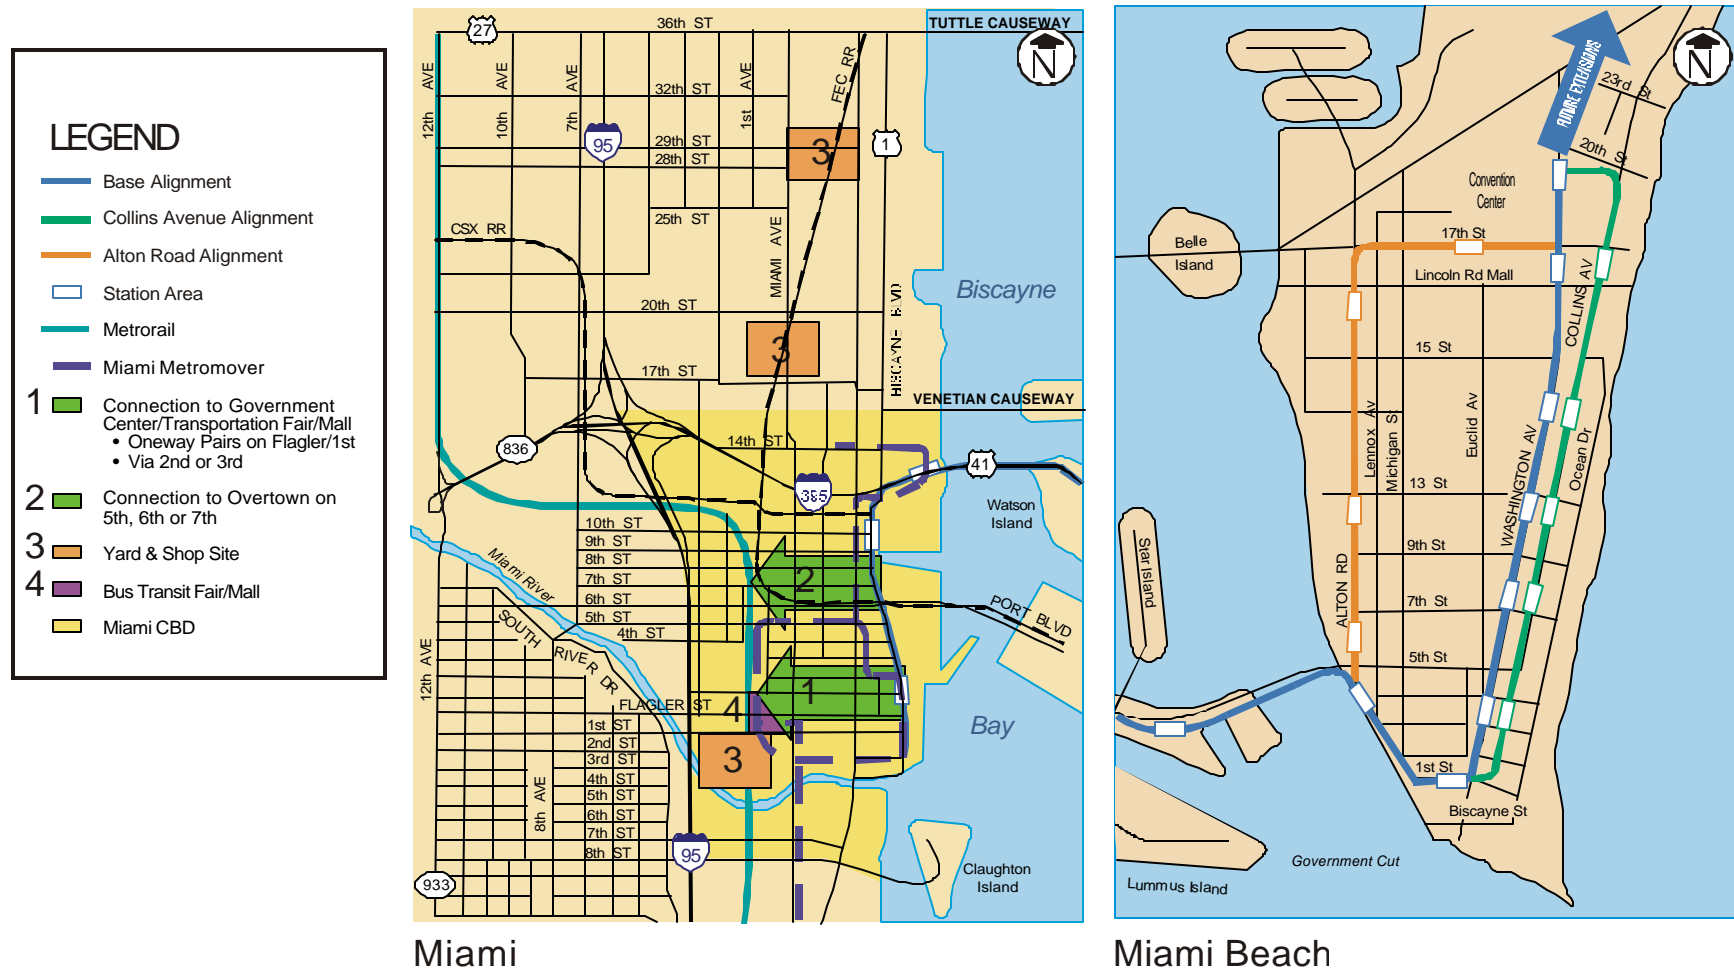 LEGEND
Base Alignment
Collins Avenue Alignment
Alton Road Alignment
Station Area
Metrorail
Miami Metromover
1 Connection to Government
Center/Transportation Fair/Mall
• Oneway Pairs on Flagler/1st
• Via 2nd or 3rd
2 Connection to Overtown on
5th, 6th or 7th
3 Yard & Shop Site
4 Bus Transit Fair/Mall
Miami CBD
27
36th ST
TUTTLE CAUSEWAY
N
12th AVE
10th AVE
7th AVE
1st AVE
FEC RR
32th ST
95
29th ST
28th ST
3
1
25th ST
CSX RR
MIAMI AVE
Biscayne
20th ST
BISCAYNE BLVD
3
17th ST
VENETIAN CAUSEWAY
836
14th ST
41
395
Watson
Island
10th ST
9th ST
8th ST
7th ST
6th ST
5th ST
4th ST
2
Miami River
PORT BLVD
SOUTH RIVER DR
12th AVE
FLAGLER ST
4
1
Bay
1st ST
2nd ST
3rd ST
4th ST
5th ST
6th ST
7th ST
8th ST
3
8th AVE
95
933
Claughton
Island
Miami
FUTURE EXTENSIONS
N
23rd St
20th St
Convention
Center
17th St
Belle
Island
Lincoln Rd Mall
COLLINS AV
15 St
Lennox Av
Michigan St
Euclid Av
WASHINGTON AV
Ocean Dr
13 St
Star Island
ALTON RD
9th St
7th St
5th St
1st St
Biscayne St
Government Cut
Lummus Island
Miami Beach